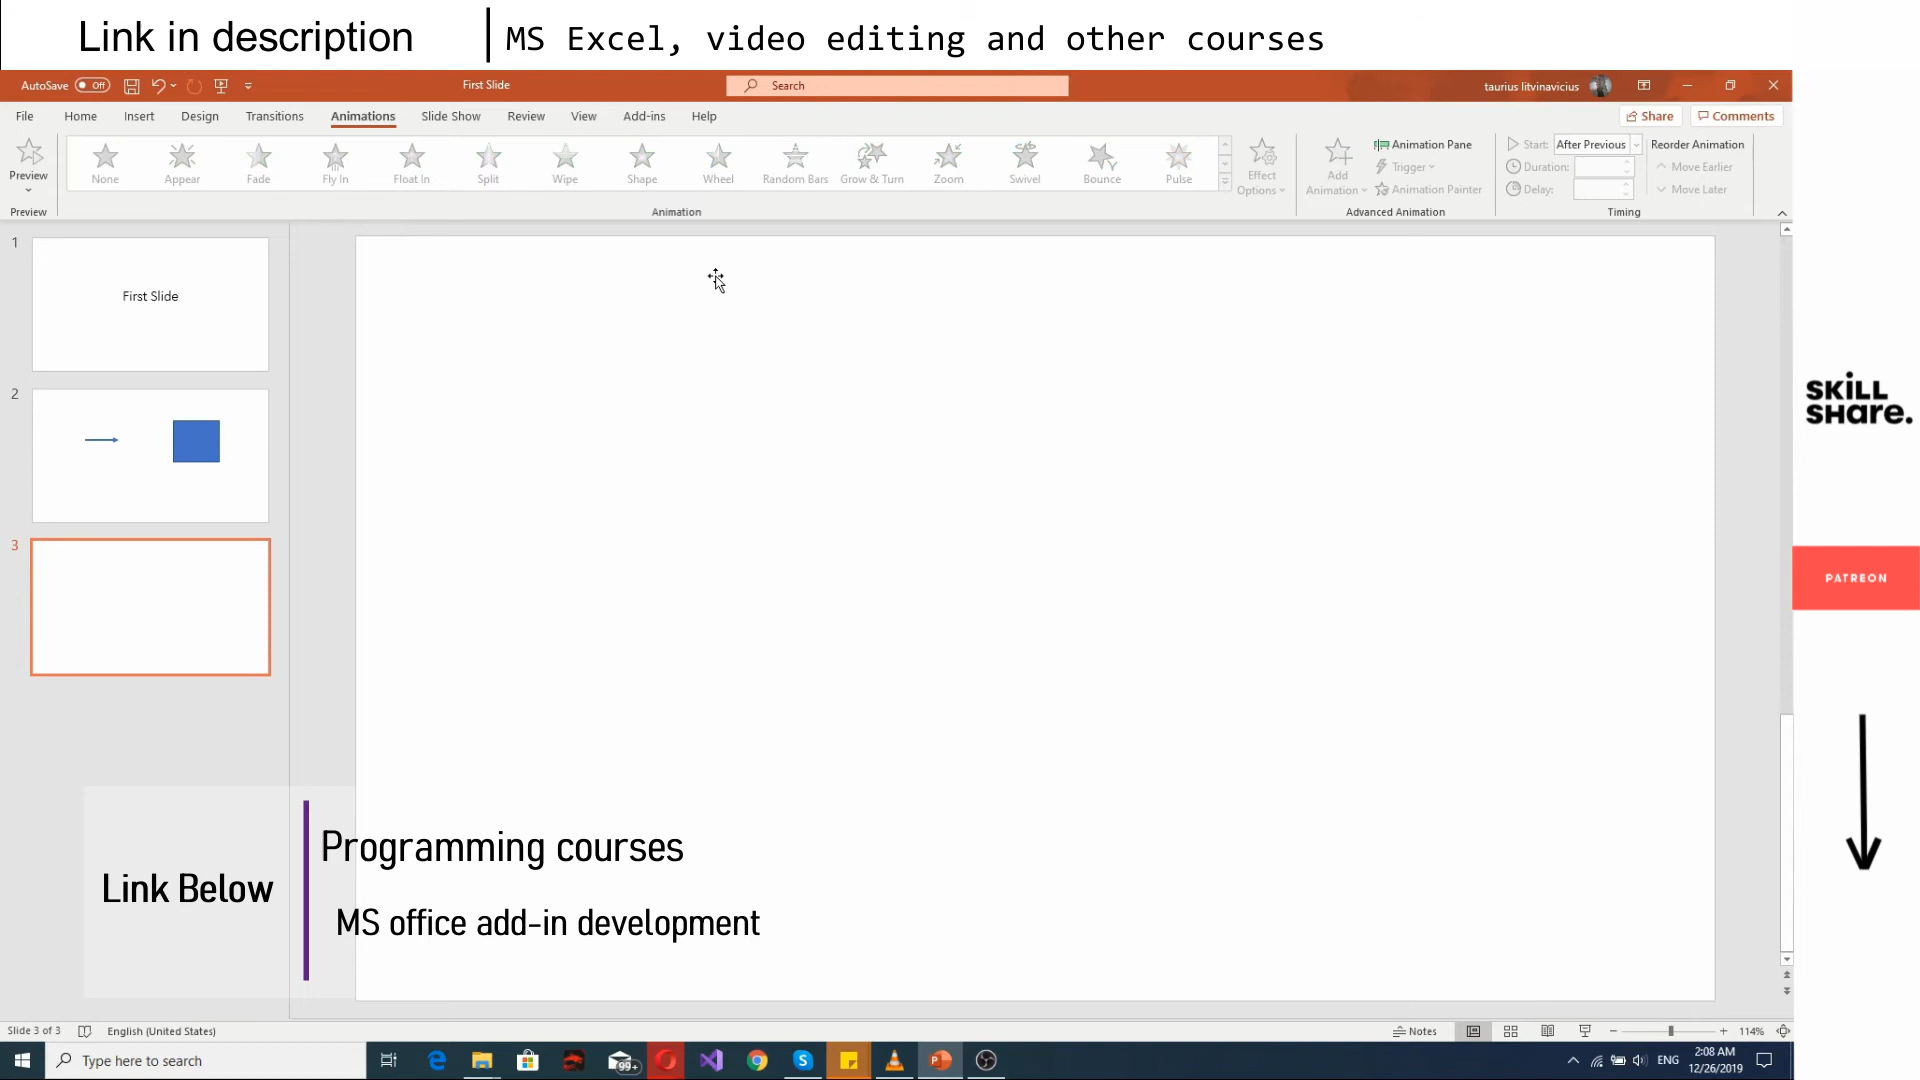 Link in description
MS Excel, video editing and other courses
AutoSave Off
First Slide
Search
taurius litvinavicius
File Home Insert Design Transitions Animations Slide Show Review View Add-ins Help
Share Comments
Preview
None Appear Fade Fly In Float In Split Wipe Shape Wheel Random Bars Grow & Turn Zoom Swivel Bounce Pulse
Effect
Options
Add
Animation
Animation Pane
Trigger
Animation Painter
Start: After Previous
Duration:
Delay:
Reorder Animation
Move Earlier
Move Later
Preview
Animation
Advanced Animation
Timing
1
First Slide
2
3
SKILL
SHARE.
PATREON
Link Below
Programming courses
MS office add-in development
Slide 3 of 3
English (United States)
Notes
114%
Type here to search
99+
ENG
2:08 AM
12/26/2019